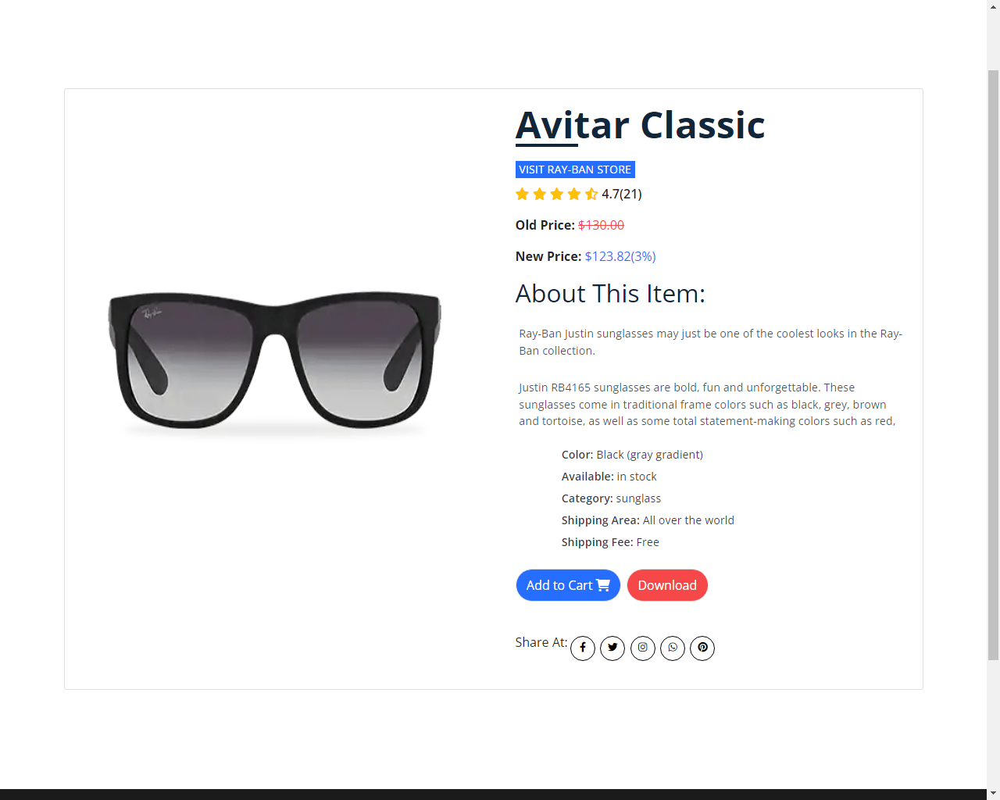 Avitar Classic
VISIT RAY-BAN STORE
4.7(21)
Old Price: $130.00
New Price: $123.82(3%)
About This Item:
Ray-Ban Justin sunglasses may just be one of the coolest looks in the Ray-
Ban collection.
Justin RB4165 sunglasses are bold, fun and unforgettable. These
sunglasses come in traditional frame colors such as black, grey, brown
and tortoise, as well as some total statement-making colors such as red,
Color: Black (gray gradient)
Available: in stock
Category: sunglass
Shipping Area: All over the world
Shipping Fee: Free
Add to Cart
Download
Share At:
Ray-Ban